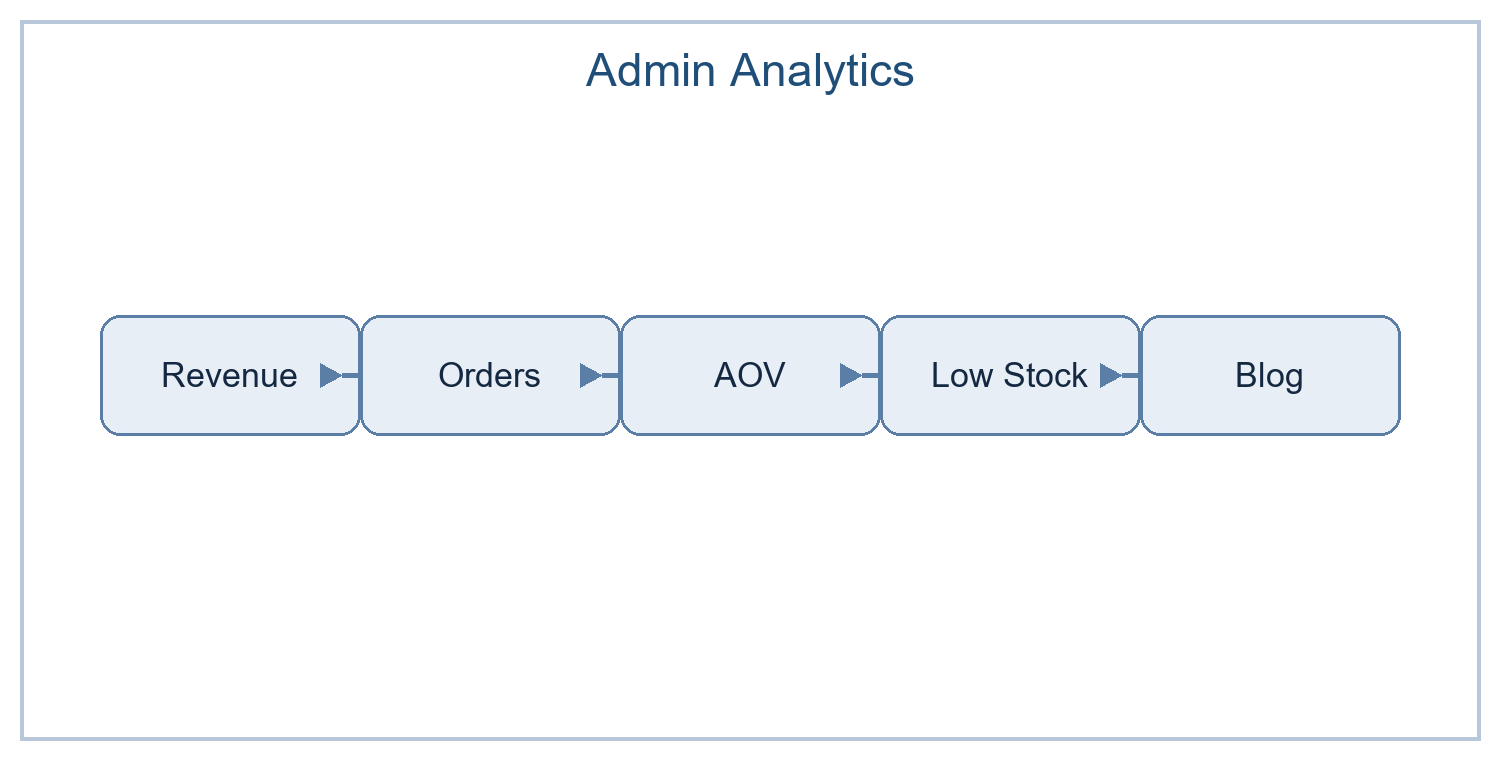 Admin Analytics
Revenue
Orders
AOV
Low Stock
Blog